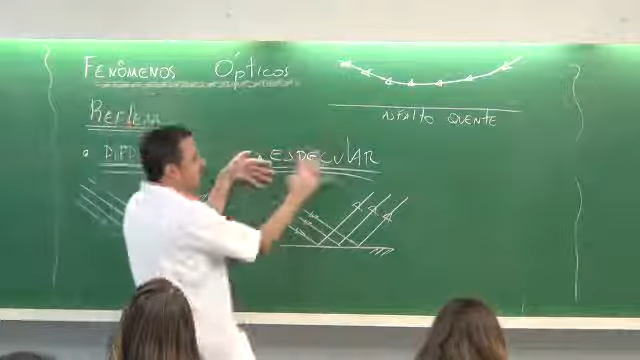 Fenômenos Ópticos
Reflexão
ESPECULAR
ASFALTO QUENTE